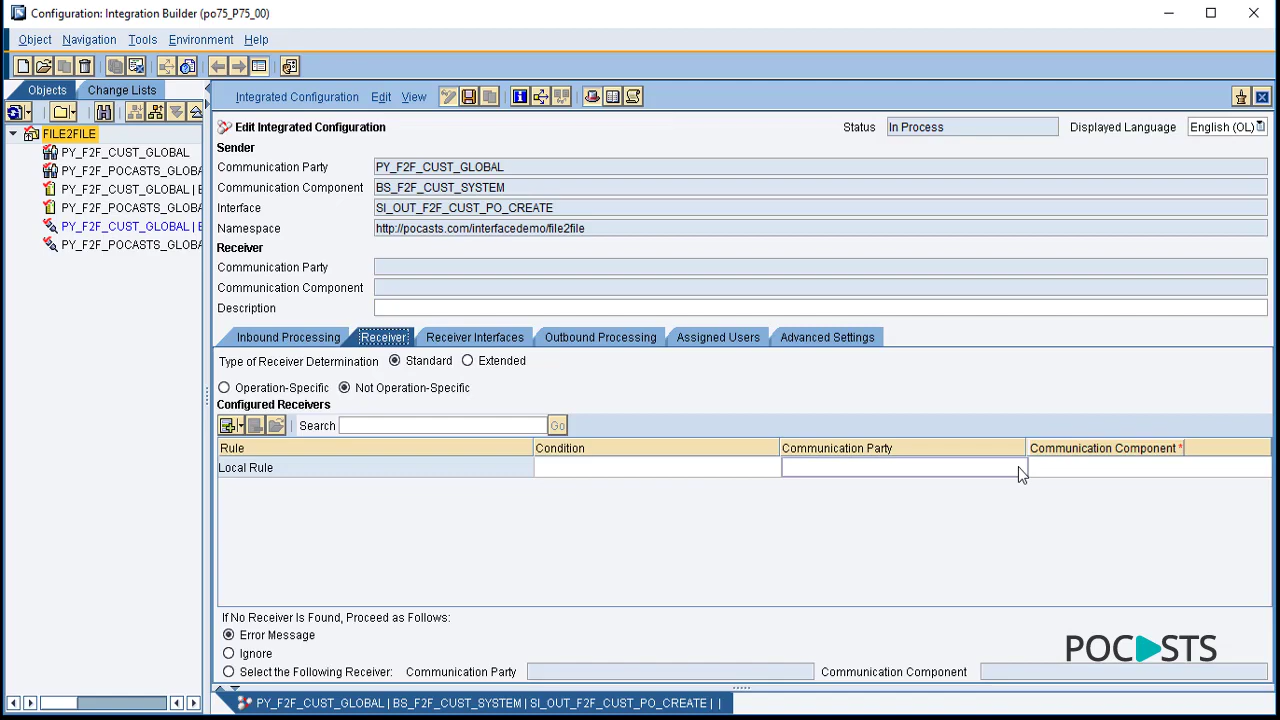 Configuration: Integration Builder (po75_P75_00)
Object Navigation Tools Environment Help
Objects Change Lists
FILE2FILE
PY_F2F_CUST_GLOBAL
PY_F2F_POCASTS_GLOBA
PY_F2F_CUST_GLOBAL | B
PY_F2F_POCASTS_GLOBA
PY_F2F_CUST_GLOBAL | B
PY_F2F_POCASTS_GLOBA
Integrated Configuration Edit View
Edit Integrated Configuration Status In Process Displayed Language English (OL)
Sender
Communication Party PY_F2F_CUST_GLOBAL
Communication Component BS_F2F_CUST_SYSTEM
Interface SI_OUT_F2F_CUST_PO_CREATE
Namespace http://pocasts.com/interfacedemo/file2file
Receiver
Communication Party
Communication Component
Description
Inbound Processing Receiver Receiver Interfaces Outbound Processing Assigned Users Advanced Settings
Type of Receiver Determination Standard Extended
Operation-Specific Not Operation-Specific
Configured Receivers
Search Go
Rule Condition Communication Party Communication Component *
Local Rule
If No Receiver Is Found, Proceed as Follows:
Error Message
Ignore
Select the Following Receiver: Communication Party Communication Component
POCASTS
PY_F2F_CUST_GLOBAL | BS_F2F_CUST_SYSTEM | SI_OUT_F2F_CUST_PO_CREATE | |